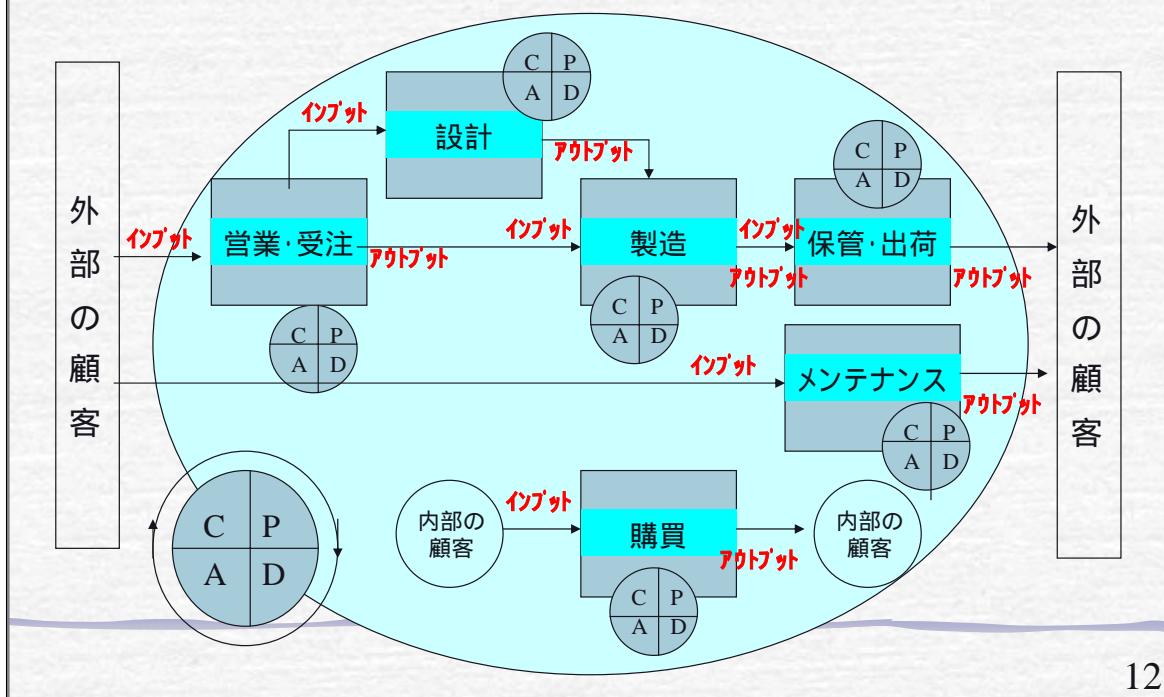 C P
A D
インプット
設計
アウトプット
C P
A D
外部の顧客
インプット
営業・受注
アウトプット
インプット
製造
インプット
アウトプット
保管・出荷
アウトプット
外部の顧客
C P
A D
C P
A D
インプット
メンテナンス
アウトプット
C P
A D
C P
A D
内部の
顧客
インプット
購買
アウトプット
内部の
顧客
C P
A D
12